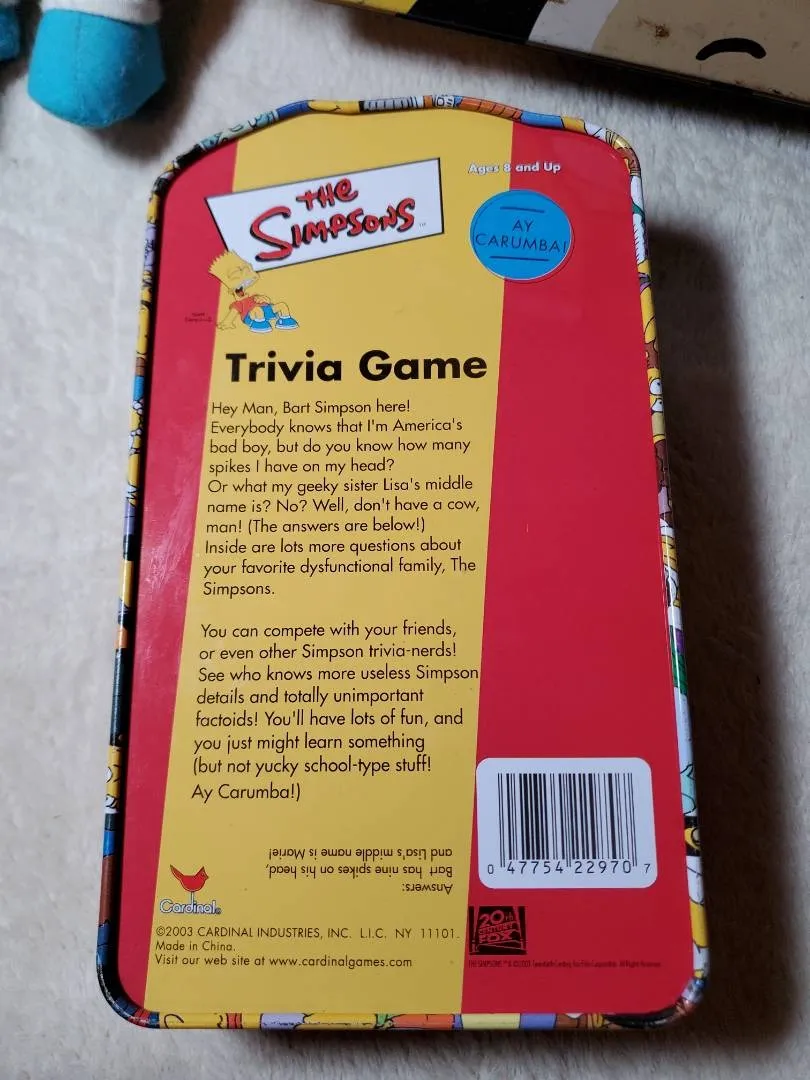 THE
SIMPSONS™
Ages 8 and Up
AY
CARUMBA!
Trivia Game
Hey Man, Bart Simpson here!
Everybody knows that I'm America's
bad boy, but do you know how many
spikes I have on my head?
Or what my geeky sister Lisa's middle
name is? No? Well, don't have a cow,
man! (The answers are below!)
Inside are lots more questions about
your favorite dysfunctional family, The
Simpsons.
You can compete with your friends,
or even other Simpson trivia-nerds!
See who knows more useless Simpson
details and totally unimportant
factoids! You'll have lots of fun, and
you just might learn something
(but not yucky school-type stuff!
Ay Carumba!)
Answers:
Bart has nine spikes on his head,
and Lisa's middle name is Marie!
0 47754 22970 7
Cardinal®
©2003 CARDINAL INDUSTRIES, INC. L.I.C. NY 11101.
Made in China.
Visit our web site at www.cardinalgames.com
20th
CENTURY
FOX
THE SIMPSONS